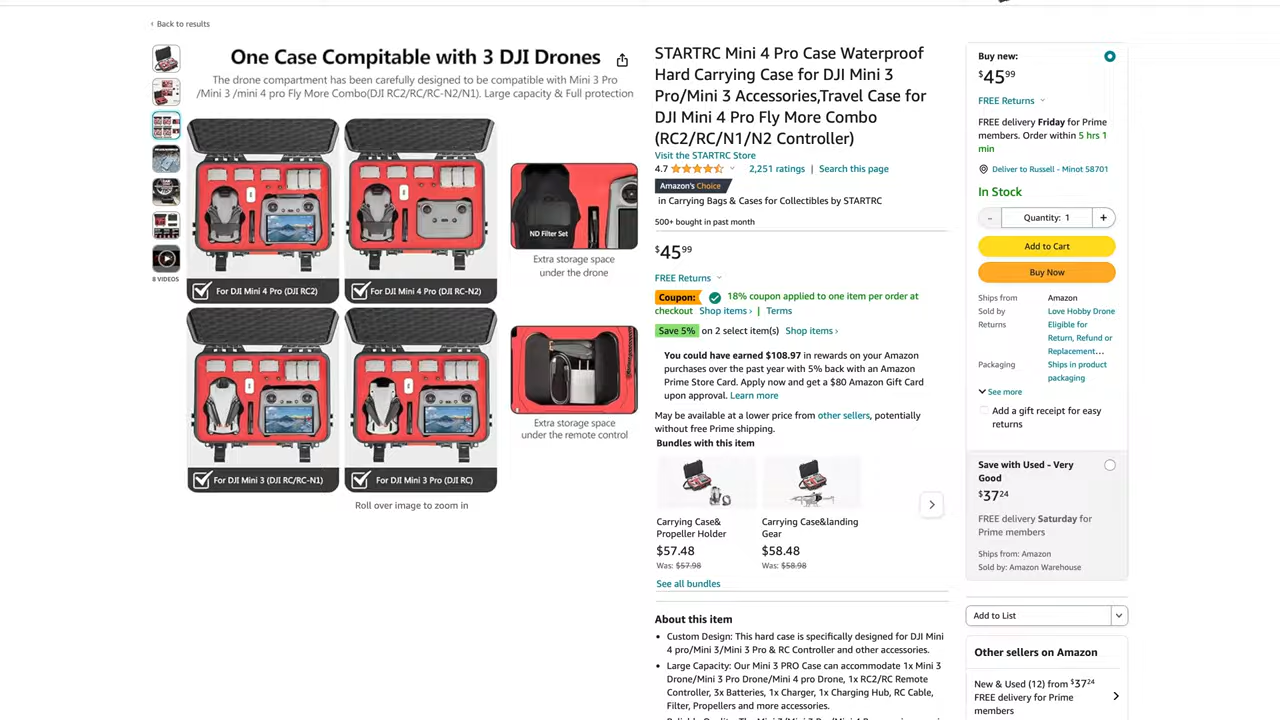 ‹ Back to results
8 VIDEOS
One Case Compitable with 3 DJI Drones
The drone compartment has been carefully designed to be compatible with Mini 3 Pro
/Mini 3 /mini 4 pro Fly More Combo(DJI RC2/RC/RC-N2/N1). Large capacity & Full protection
For DJI Mini 4 Pro (DJI RC2)
For DJI Mini 4 Pro (DJI RC-N2)
ND Filter Set
Extra storage space
under the drone
For DJI Mini 3 (DJI RC/RC-N1)
For DJI Mini 3 Pro (DJI RC)
Extra storage space
under the remote control
Roll over image to zoom in
STARTRC Mini 4 Pro Case Waterproof
Hard Carrying Case for DJI Mini 3
Pro/Mini 3 Accessories,Travel Case for
DJI Mini 4 Pro Fly More Combo
(RC2/RC/N1/N2 Controller)
Visit the STARTRC Store
4.7 2,251 ratings | Search this page
Amazon's Choice
in Carrying Bags & Cases for Collectibles by STARTRC
500+ bought in past month
$45 99
FREE Returns
Coupon: 18% coupon applied to one item per order at
checkout Shop items › | Terms
Save 5% on 2 select item(s) Shop items ›
You could have earned $108.97 in rewards on your Amazon
purchases over the past year with 5% back with an Amazon
Prime Store Card. Apply now and get a $80 Amazon Gift Card
upon approval. Learn more
May be available at a lower price from other sellers, potentially
without free Prime shipping.
Bundles with this item
Carrying Case&
Propeller Holder
$57.48
Was: $57.98
Carrying Case&landing
Gear
$58.48
Was: $58.98
See all bundles
About this item
• Custom Design: This hard case is specifically designed for DJI Mini
4 pro/Mini 3/Mini 3 Pro & RC Controller and other accessories.
• Large Capacity: Our Mini 3 PRO Case can accommodate 1x Mini 3
Drone/Mini 3 Pro Drone/Mini 4 pro Drone, 1x RC2/RC Remote
Controller, 3x Batteries, 1x Charger, 1x Charging Hub, RC Cable,
Filter, Propellers and more accessories.
Buy new:
$45 99
FREE Returns
FREE delivery Friday for Prime
members. Order within 5 hrs 1
min
Deliver to Russell - Minot 58701
In Stock
- Quantity: 1 +
Add to Cart
Buy Now
Ships from Amazon
Sold by Love Hobby Drone
Returns Eligible for
Return, Refund or
Replacement...
Packaging Ships in product
packaging
See more
Add a gift receipt for easy
returns
Save with Used - Very
Good
$37 24
FREE delivery Saturday for
Prime members
Ships from: Amazon
Sold by: Amazon Warehouse
Add to List
Other sellers on Amazon
New & Used (12) from $37 24
FREE delivery for Prime
members